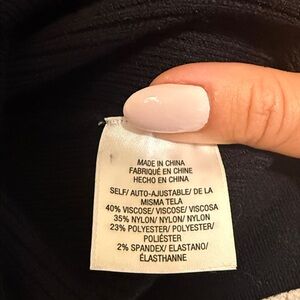 MADE IN CHINA
FABRIQUÉ EN CHINE
HECHO EN CHINA
SELF/ AUTO-AJUSTABLE/ DE LA
MISMA TELA
40% VISCOSE/ VISCOSE/ VISCOSA
35% NYLON/ NYLON/ NYLON
23% POLYESTER/ POLYESTER/
POLIÉSTER
2% SPANDEX/ ELASTANO/
ÉLASTHANNE